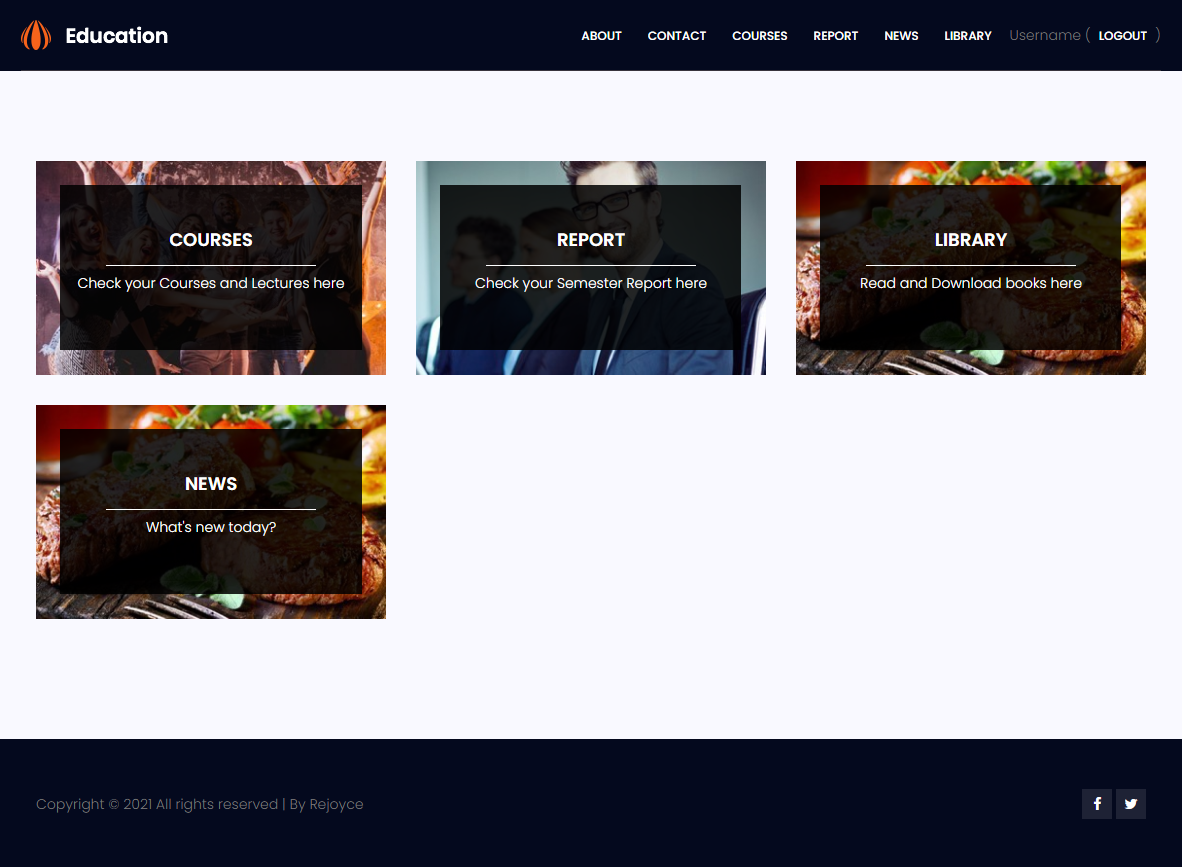 Education
ABOUT CONTACT COURSES REPORT NEWS LIBRARY Username ( LOGOUT )
COURSES
Check your Courses and Lectures here
REPORT
Check your Semester Report here
LIBRARY
Read and Download books here
NEWS
What's new today?
Copyright © 2021 All rights reserved | By Rejoyce